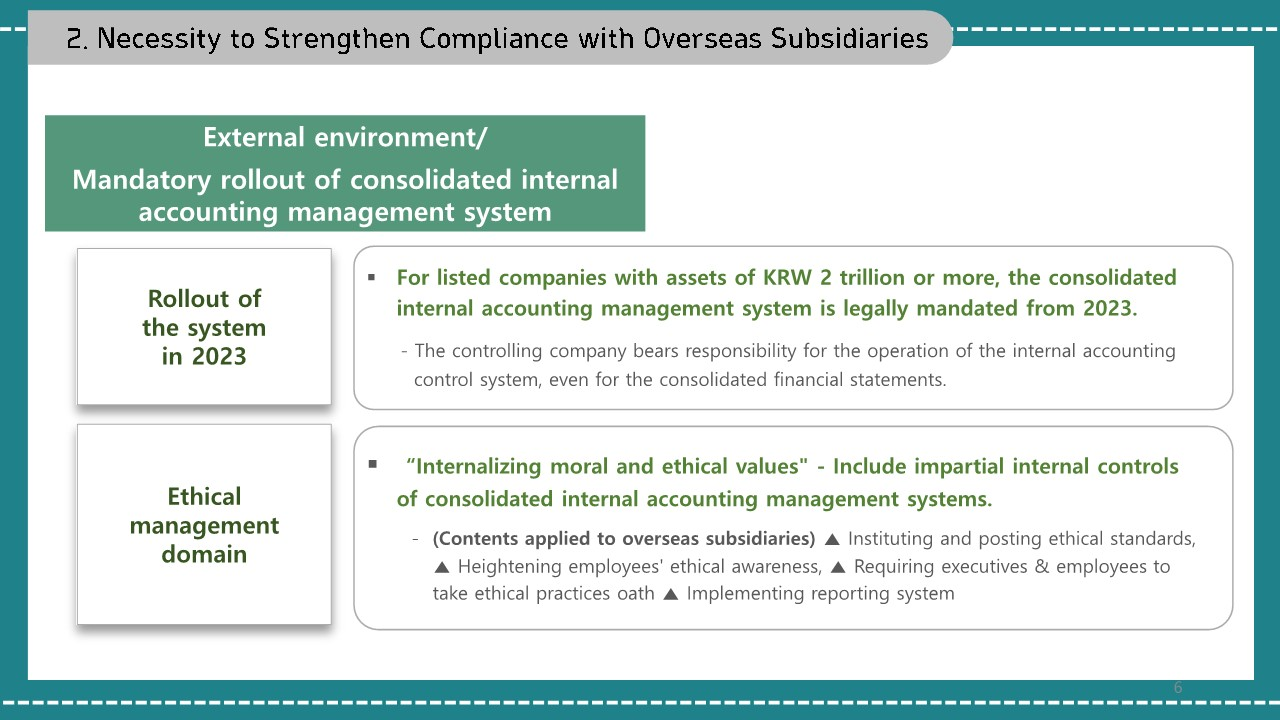 2. Necessity to Strengthen Compliance with Overseas Subsidiaries
External environment/
Mandatory rollout of consolidated internal
accounting management system
Rollout of
the system
in 2023
▪ For listed companies with assets of KRW 2 trillion or more, the consolidated
internal accounting management system is legally mandated from 2023.
- The controlling company bears responsibility for the operation of the internal accounting
control system, even for the consolidated financial statements.
Ethical
management
domain
▪ “Internalizing moral and ethical values" - Include impartial internal controls
of consolidated internal accounting management systems.
- (Contents applied to overseas subsidiaries) ▲ Instituting and posting ethical standards,
▲ Heightening employees' ethical awareness, ▲ Requiring executives & employees to
take ethical practices oath ▲ Implementing reporting system
6